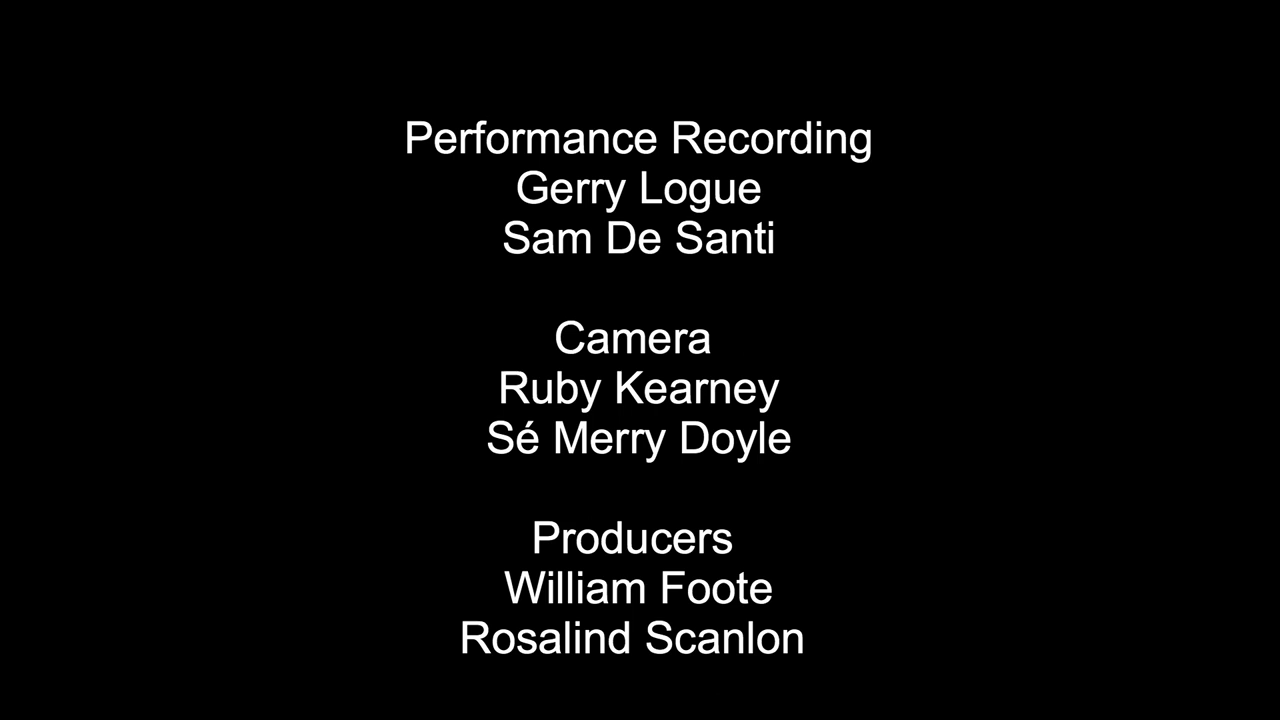 Performance Recording
Gerry Logue
Sam De Santi
Camera
Ruby Kearney
Sé Merry Doyle
Producers
William Foote
Rosalind Scanlon